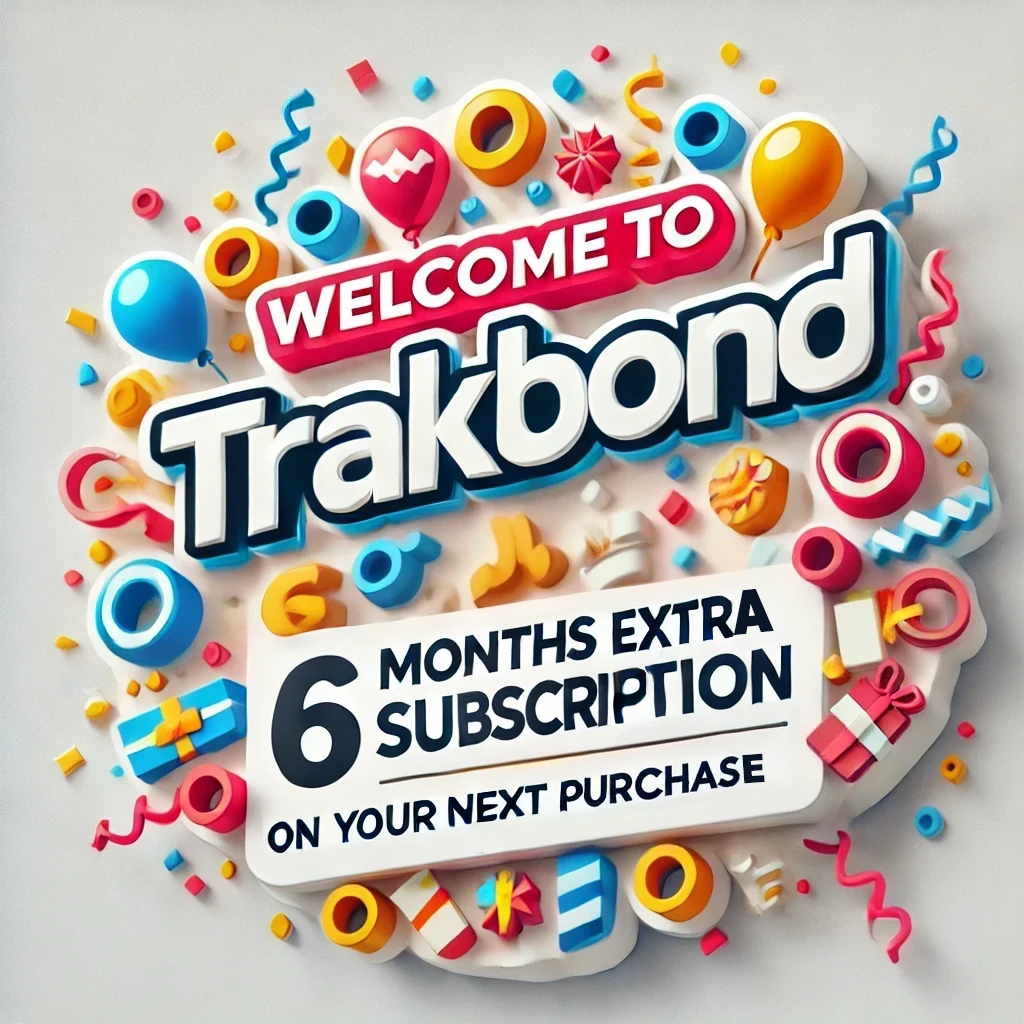 WELCOME TO
Trakbond
6 MONTHS EXTRA
SUBSCRIPTION
ON YOUR NEXT PURCHASE